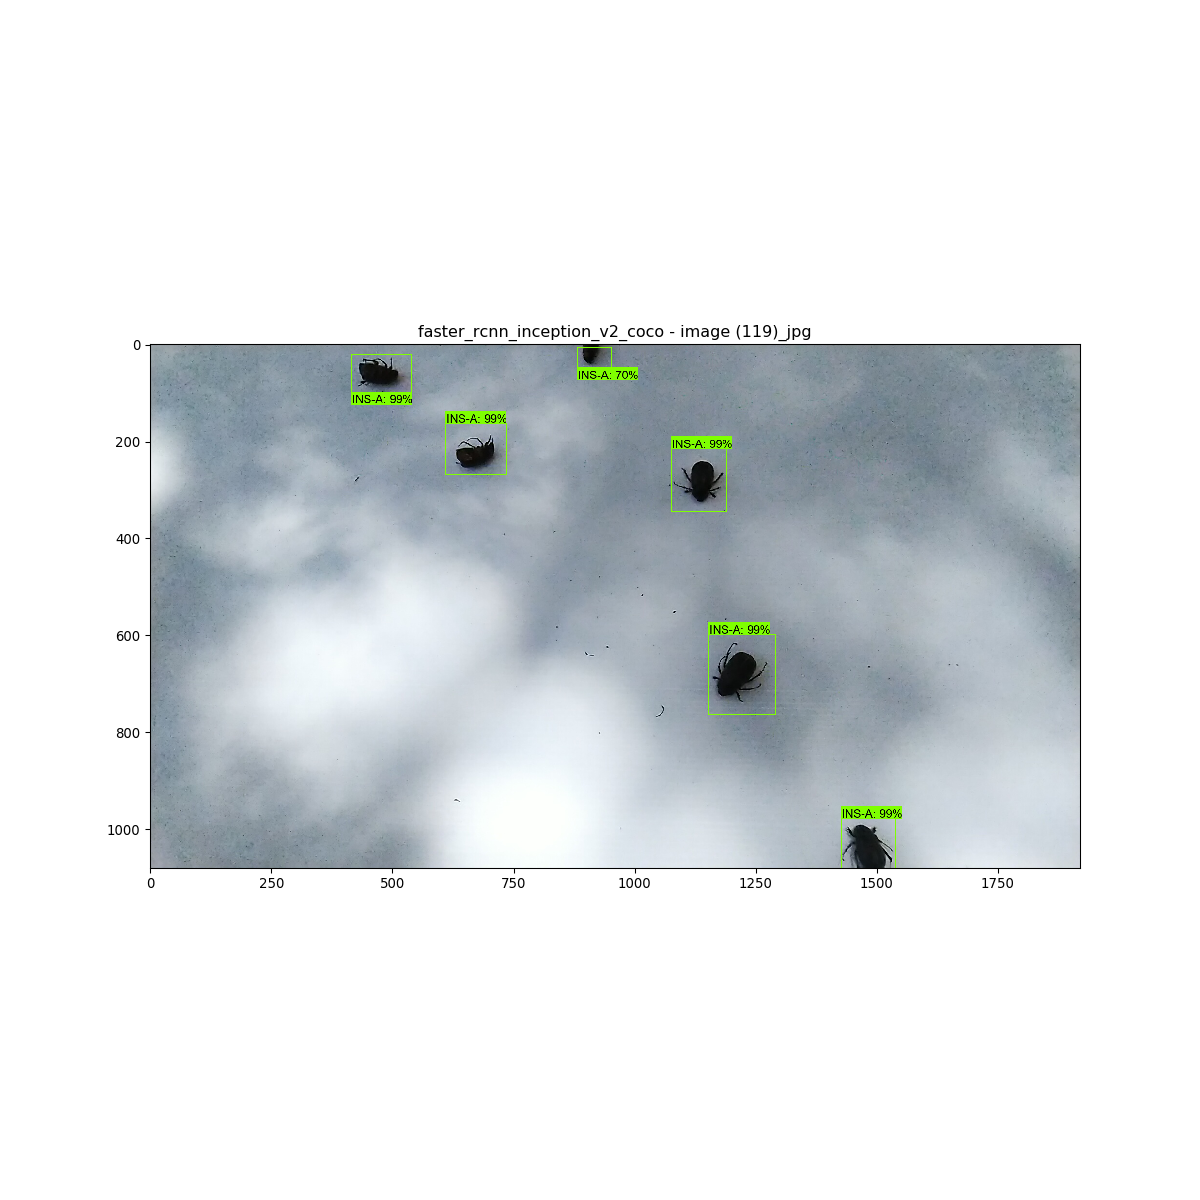 faster_rcnn_inception_v2_coco - image (119)_jpg
0
INS-A: 70%
INS-A: 99%
INS-A: 99%
200
INS-A: 99%
400
600
INS-A: 99%
800
INS-A: 99%
1000
0 250 500 750 1000 1250 1500 1750